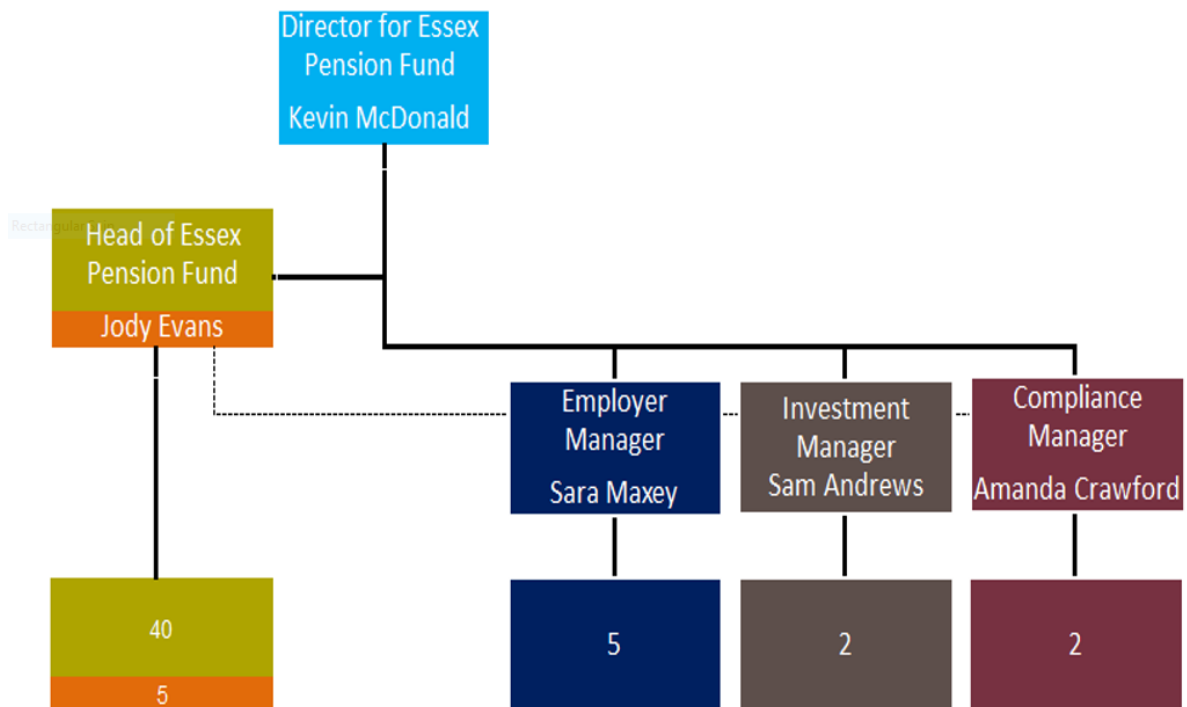 Director for Essex
Pension Fund
Kevin McDonald
Head of Essex
Pension Fund
Jody Evans
Employer
Manager
Sara Maxey
Investment
Manager
Sam Andrews
Compliance
Manager
Amanda Crawford
40
5
5
2
2